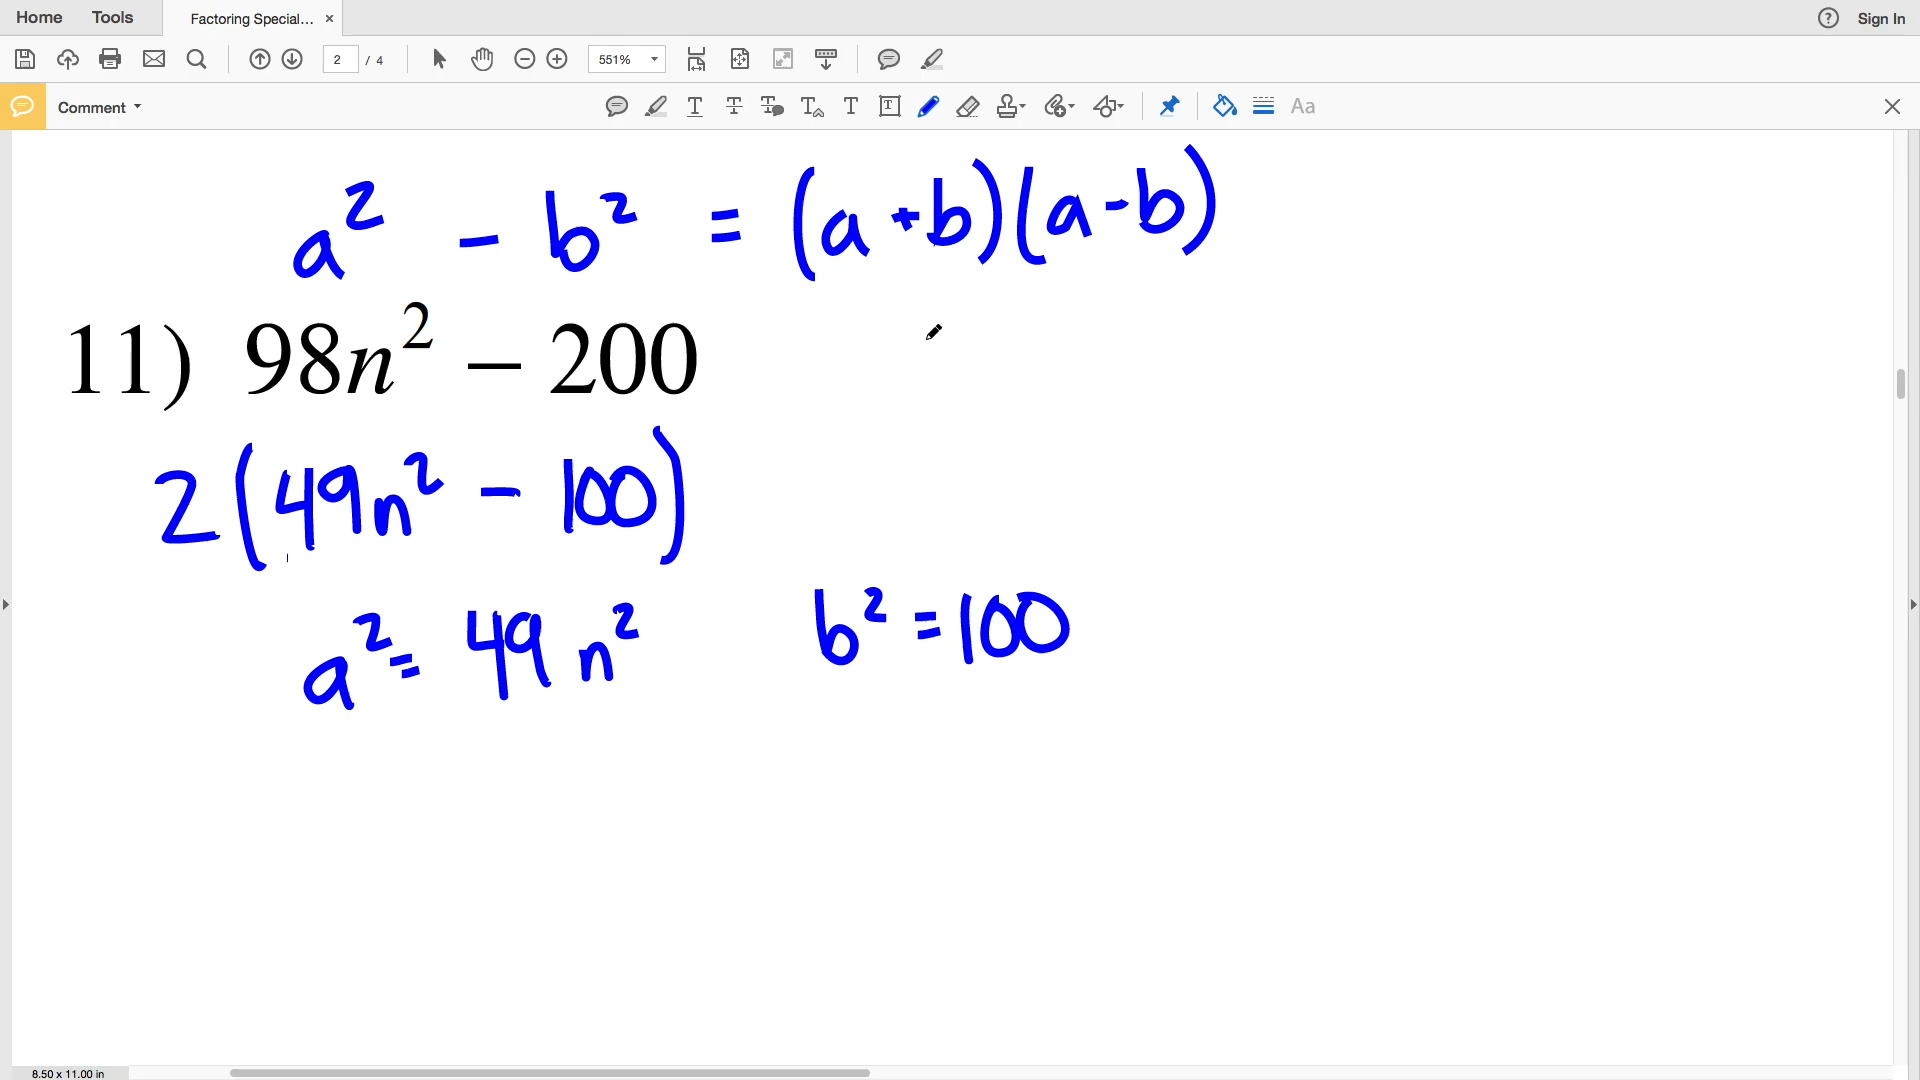 Home Tools Factoring Special... × ? Sign In
2 / 4 551%
Comment T T T T T T Aa
a² - b² = (a+b)(a-b)
11) 98n² − 200
2(49n² - 100)
a² = 49n² b² = 100
8.50 x 11.00 in